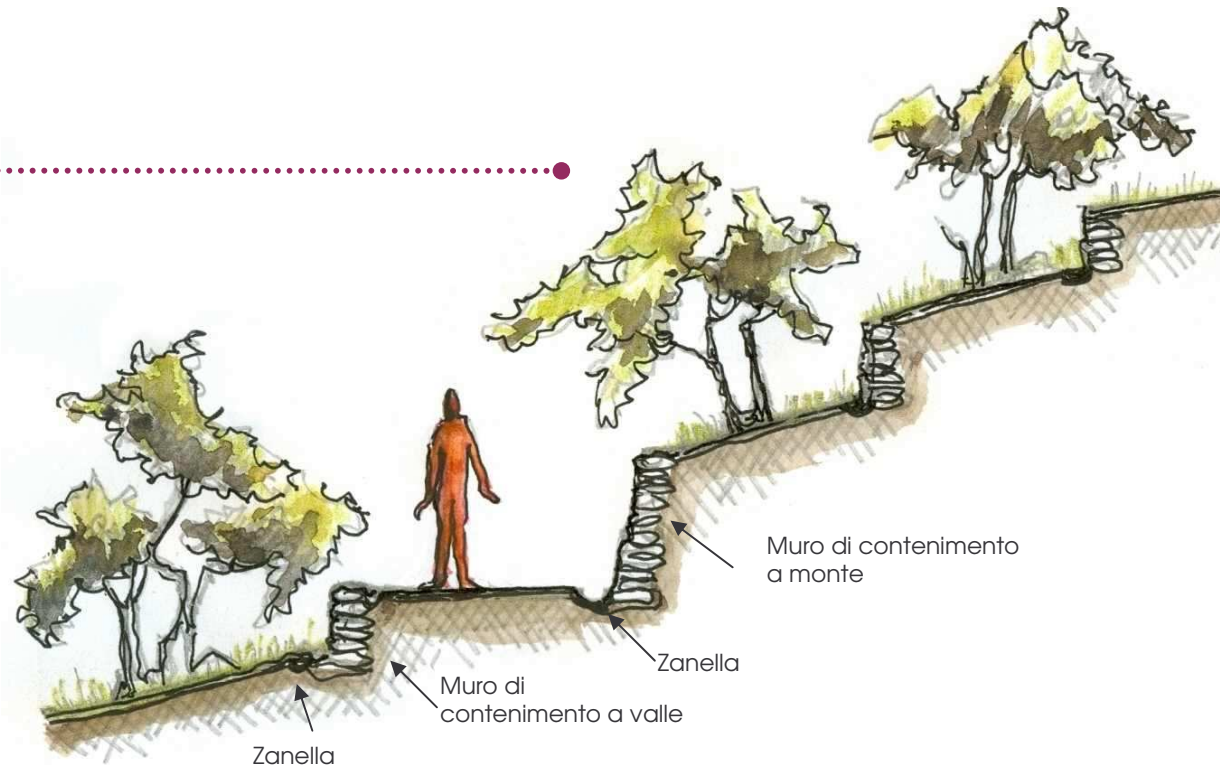 Muro di contenimento
a monte
Zanella
Muro di
contenimento a valle
Zanella